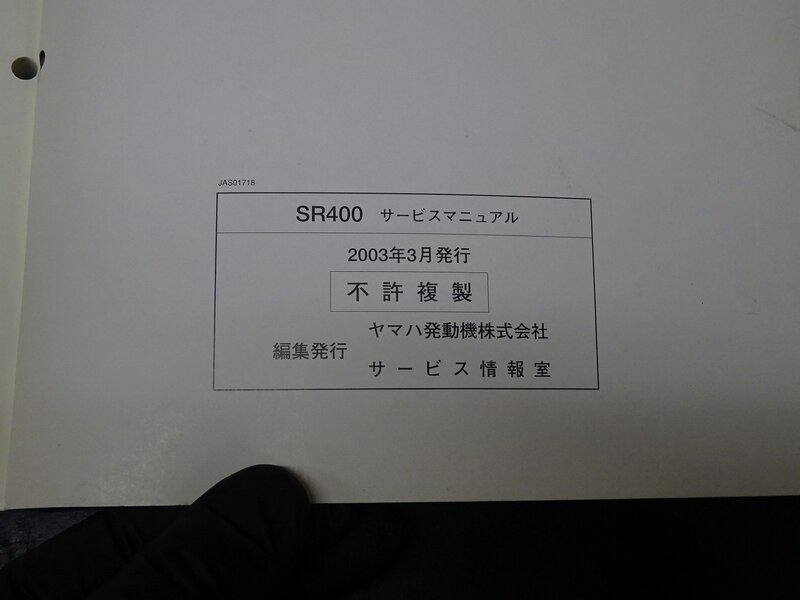 JAS01718
SR400 サービスマニュアル
2003年3月発行
不許複製
編集発行
ヤマハ発動機株式会社
サービス情報室